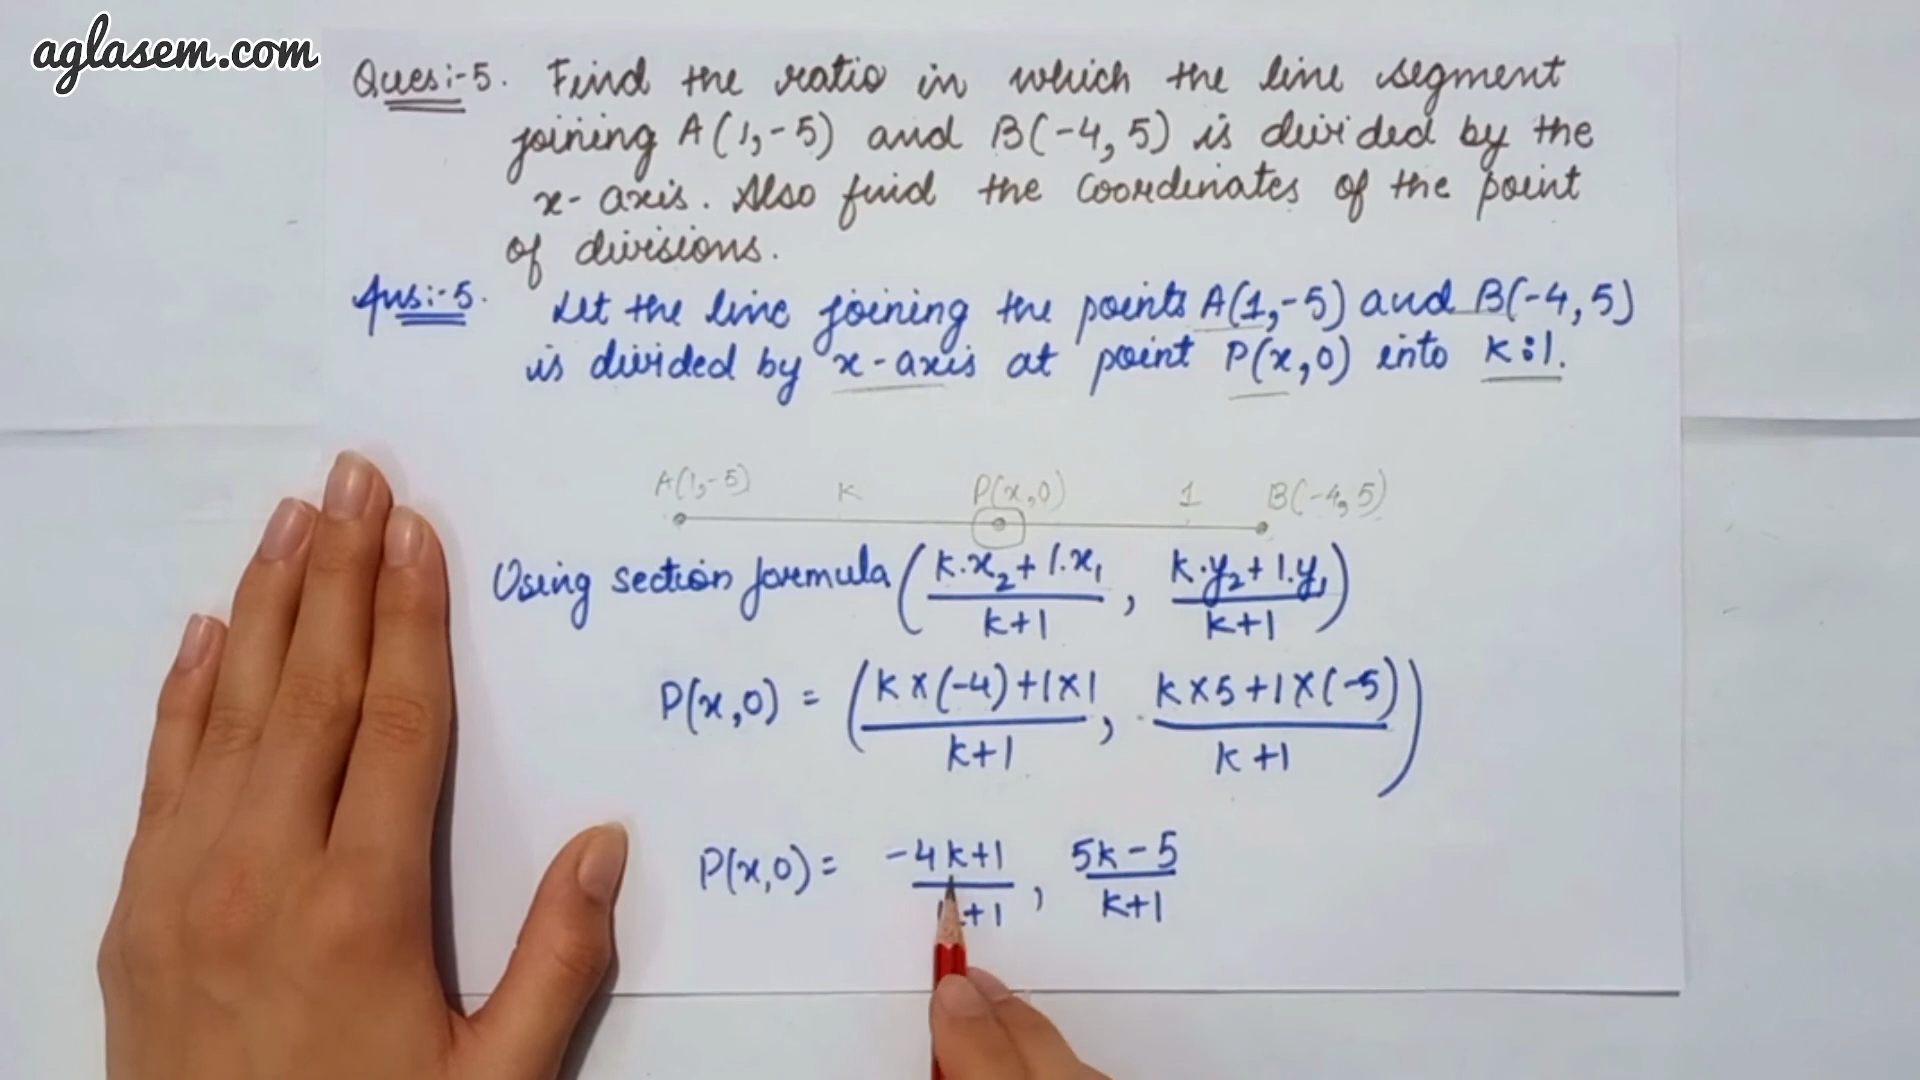 aglasem.com
Ques:-5. Find the ratio in which the line segment
joining A(1,-5) and B(-4,5) is divided by the
x-axis. Also find the coordinates of the point
of divisions.
Ans:-5. Let the line joining the points A(1,-5) and B(-4,5)
is divided by x-axis at point P(x,0) into k:1.
A(1,-5) K P(x,0) 1 B(-4,5)
Using section formula (k.x₂+1.x₁/k+1, k.y₂+1.y₁/k+1)
P(x,0) = (k×(-4)+1×1/k+1, k×5+1×(-5)/k+1)
P(x,0) = -4k+1/k+1, 5k-5/k+1